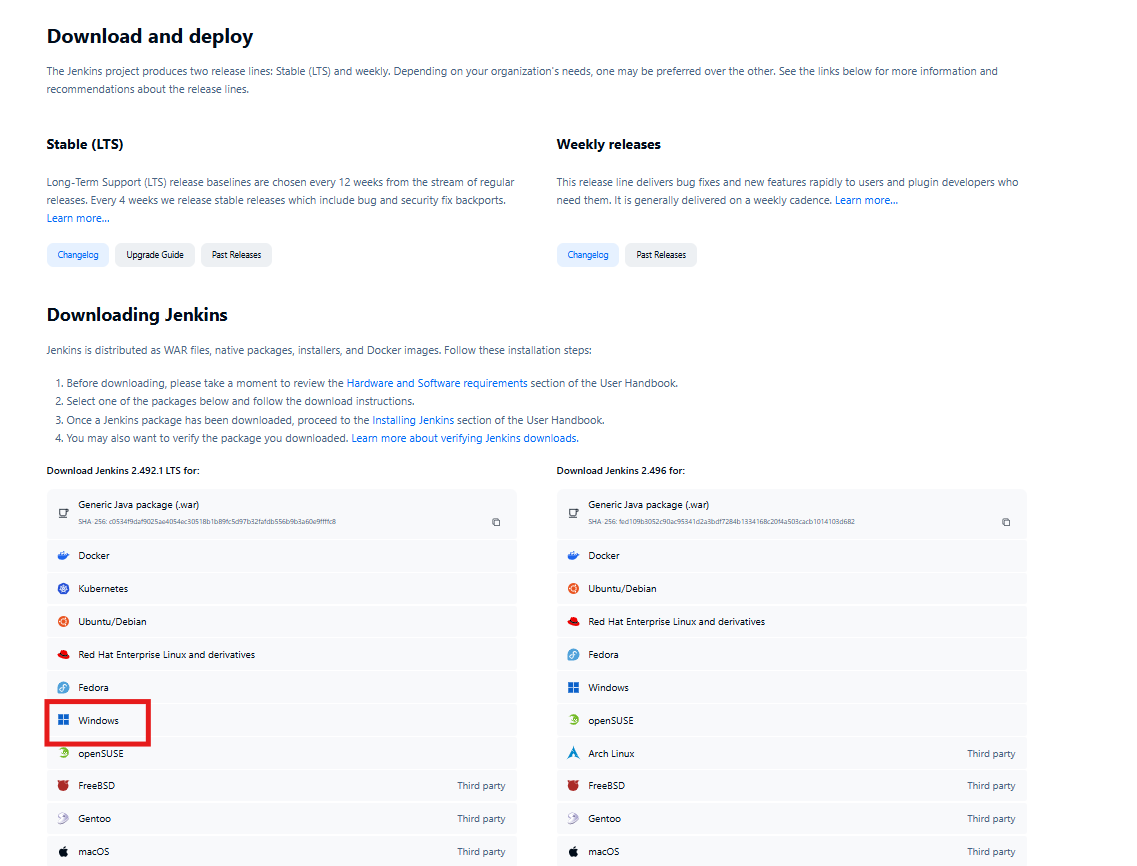 Download and deploy
The Jenkins project produces two release lines: Stable (LTS) and weekly. Depending on your organization's needs, one may be preferred over the other. See the links below for more information and
recommendations about the release lines.
Stable (LTS)
Long-Term Support (LTS) release baselines are chosen every 12 weeks from the stream of regular
releases. Every 4 weeks we release stable releases which include bug and security fix backports.
Learn more...
Changelog Upgrade Guide Past Releases
Weekly releases
This release line delivers bug fixes and new features rapidly to users and plugin developers who
need them. It is generally delivered on a weekly cadence. Learn more...
Changelog Past Releases
Downloading Jenkins
Jenkins is distributed as WAR files, native packages, installers, and Docker images. Follow these installation steps:
1. Before downloading, please take a moment to review the Hardware and Software requirements section of the User Handbook.
2. Select one of the packages below and follow the download instructions.
3. Once a Jenkins package has been downloaded, proceed to the Installing Jenkins section of the User Handbook.
4. You may also want to verify the package you downloaded. Learn more about verifying Jenkins downloads.
Download Jenkins 2.492.1 LTS for:
Generic Java package (.war)
SHA-256: c0534f9daf9025ae4054ec30518b1b89fc5d97b32fafdb556b9b3a60e9ffffc8
Docker
Kubernetes
Ubuntu/Debian
Red Hat Enterprise Linux and derivatives
Fedora
Windows
openSUSE
FreeBSD Third party
Gentoo Third party
macOS Third party
Download Jenkins 2.496 for:
Generic Java package (.war)
SHA-256: fed109b3052c90ac95341d2a3bdf7284b1334168c20f4a503cacb1014103d682
Docker
Ubuntu/Debian
Red Hat Enterprise Linux and derivatives
Fedora
Windows
openSUSE
Arch Linux Third party
FreeBSD Third party
Gentoo Third party
macOS Third party